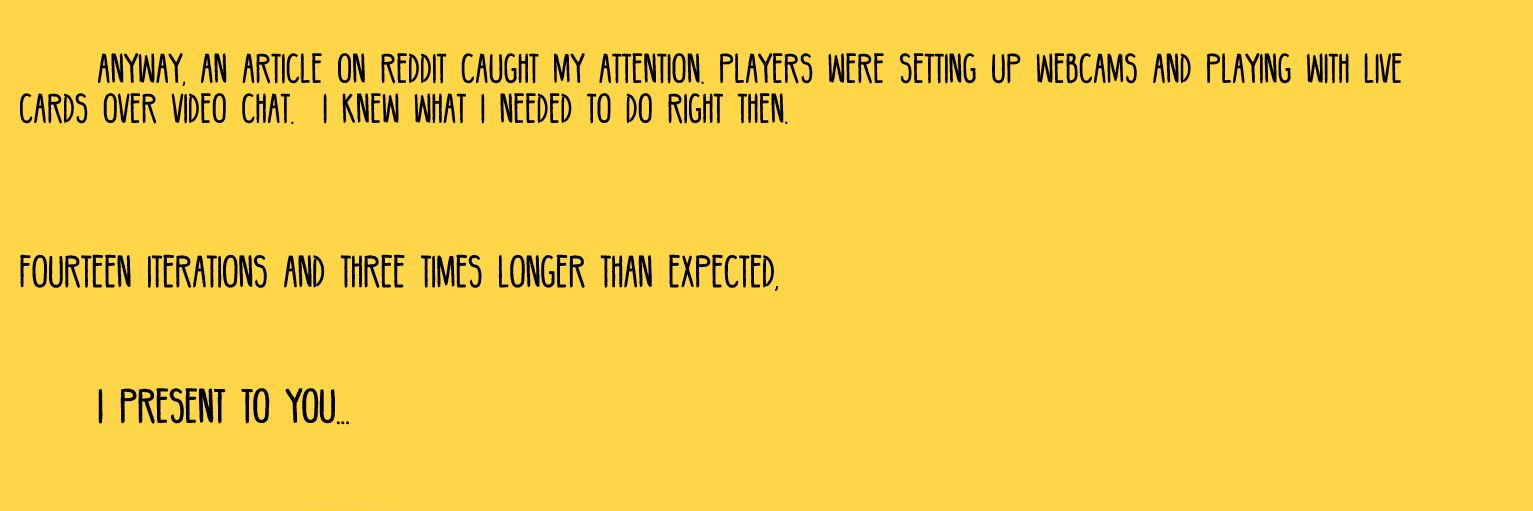 ANYWAY, AN ARTICLE ON REDDIT CAUGHT MY ATTENTION. PLAYERS WERE SETTING UP WEBCAMS AND PLAYING WITH LIVE
CARDS OVER VIDEO CHAT.  I KNEW WHAT I NEEDED TO DO RIGHT THEN.
FOURTEEN ITERATIONS AND THREE TIMES LONGER THAN EXPECTED,
I PRESENT TO YOU...